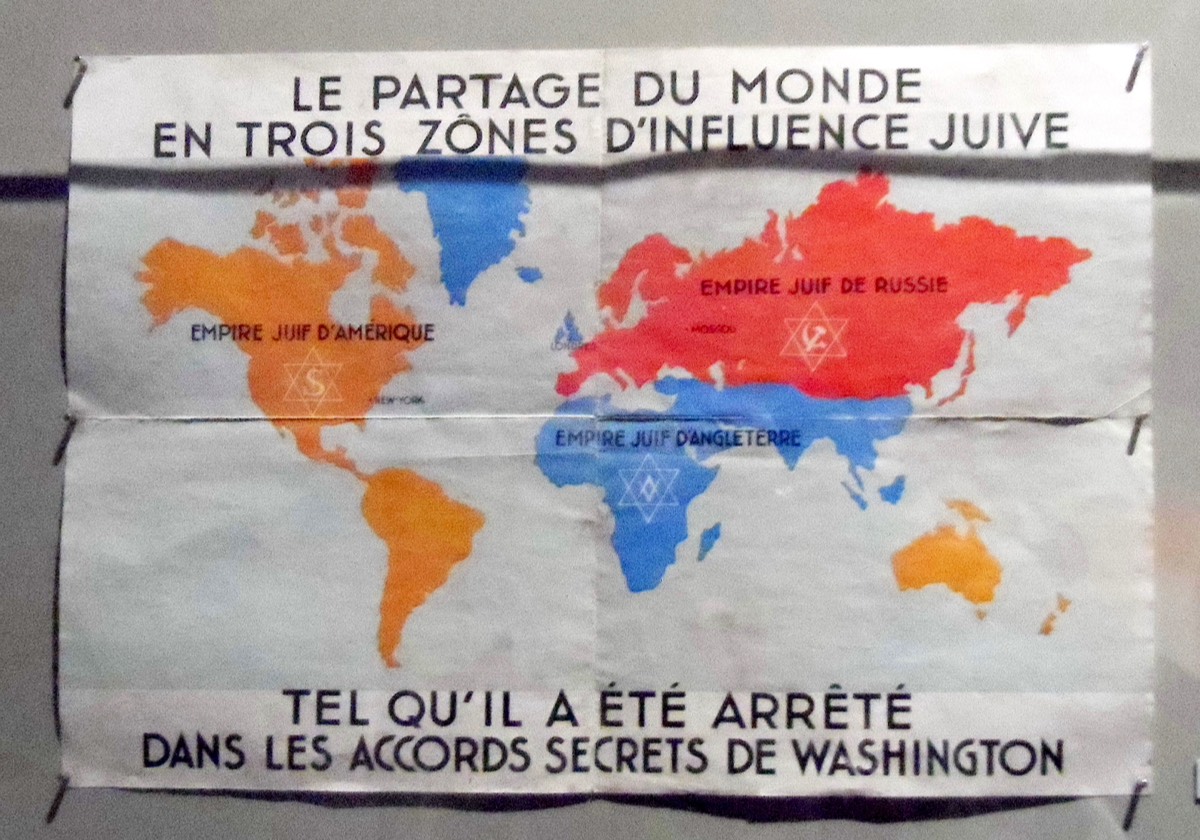 LE PARTAGE DU MONDE
EN TROIS ZÔNES D'INFLUENCE JUIVE
EMPIRE JUIF DE RUSSIE
MOSCOU
EMPIRE JUIF D'AMÉRIQUE
LONDRES
NEW-YORK
EMPIRE JUIF D'ANGLETERRE
TEL QU'IL A ÉTÉ ARRÊTÉ
DANS LES ACCORDS SECRETS DE WASHINGTON